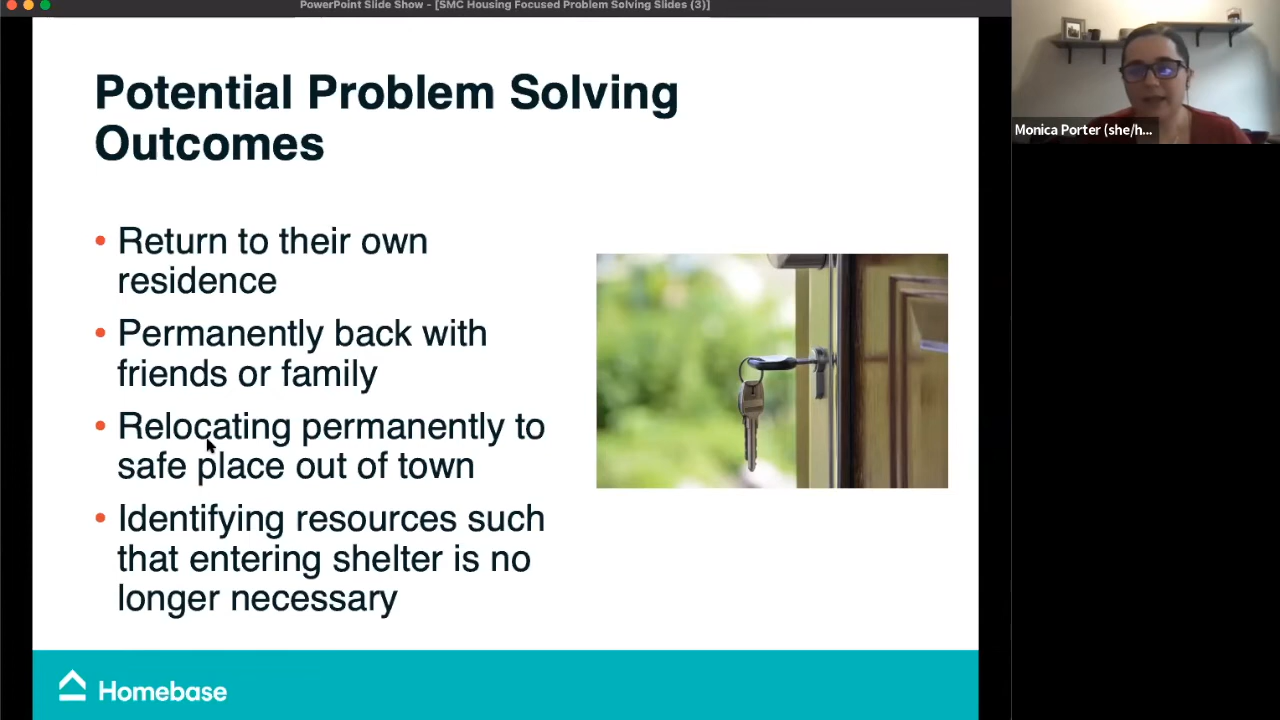 PowerPoint Slide Show - [SMC Housing Focused Problem Solving Slides (3)]
Potential Problem Solving
Outcomes
• Return to their own
residence
• Permanently back with
friends or family
• Relocating permanently to
safe place out of town
• Identifying resources such
that entering shelter is no
longer necessary
Homebase
Monica Porter (she/h...